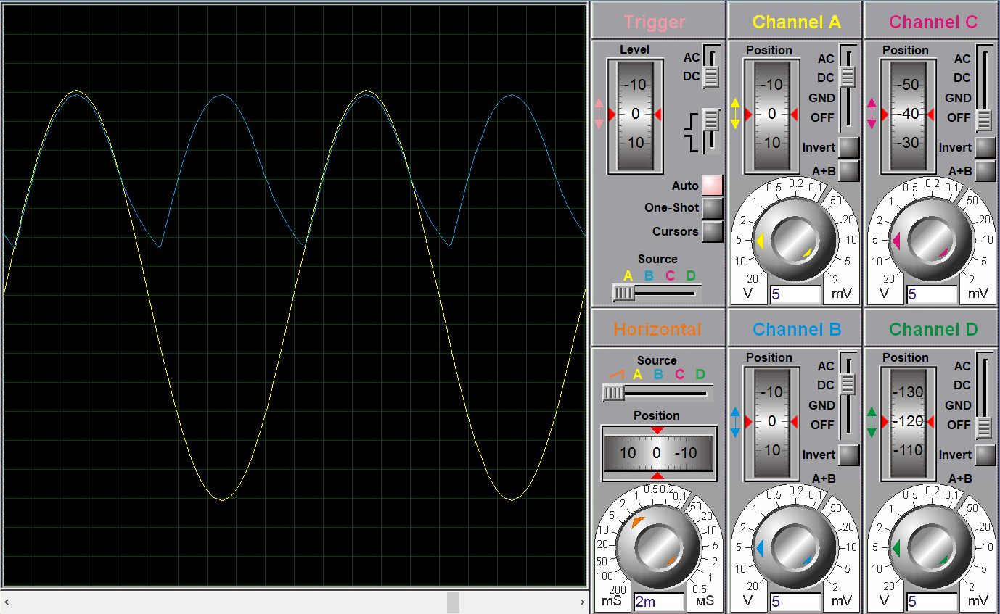 Trigger
Level
-10
0
10
AC
DC
Auto
One-Shot
Cursors
Source
A B C D
Channel A
Position
-10
0
10
AC
DC
GND
OFF
Invert
A+B
20 10 5 2 1 0.5 0.2 0.1 50 20 10 5 2
V
5
mV
Channel C
Position
-50
-40
-30
AC
DC
GND
OFF
Invert
A+B
20 10 5 2 1 0.5 0.2 0.1 50 20 10 5 2
V
5
mV
Horizontal
Source
A B C D
Position
10 0 -10
200 100 50 20 10 5 2 1 0.5 0.2 0.1 50 20 10 5 2 1 0.5
mS
2m
мS
Channel B
Position
-10
0
10
AC
DC
GND
OFF
Invert
A+B
20 10 5 2 1 0.5 0.2 0.1 50 20 10 5 2
V
5
mV
Channel D
Position
-130
-120
-110
AC
DC
GND
OFF
Invert
A+B
20 10 5 2 1 0.5 0.2 0.1 50 20 10 5 2
V
5
mV